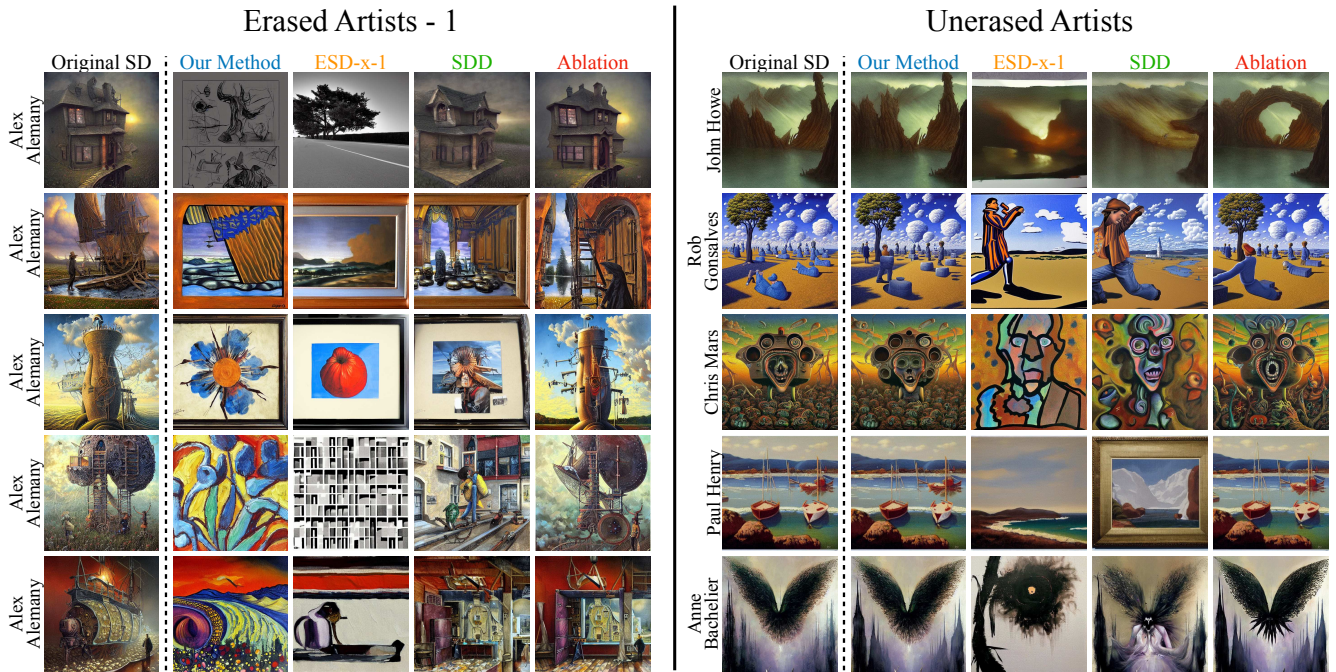 Erased Artists - 1
Unerased Artists
Original SD
Our Method
ESD-x-1
SDD
Ablation
Original SD
Our Method
ESD-x-1
SDD
Ablation
Alex
Alemany
Alex
Alemany
Alex
Alemany
Alex
Alemany
Alex
Alemany
John Howe
Rob
Gonsalves
Chris Mars
Paul Henry
Anne
Bachelier